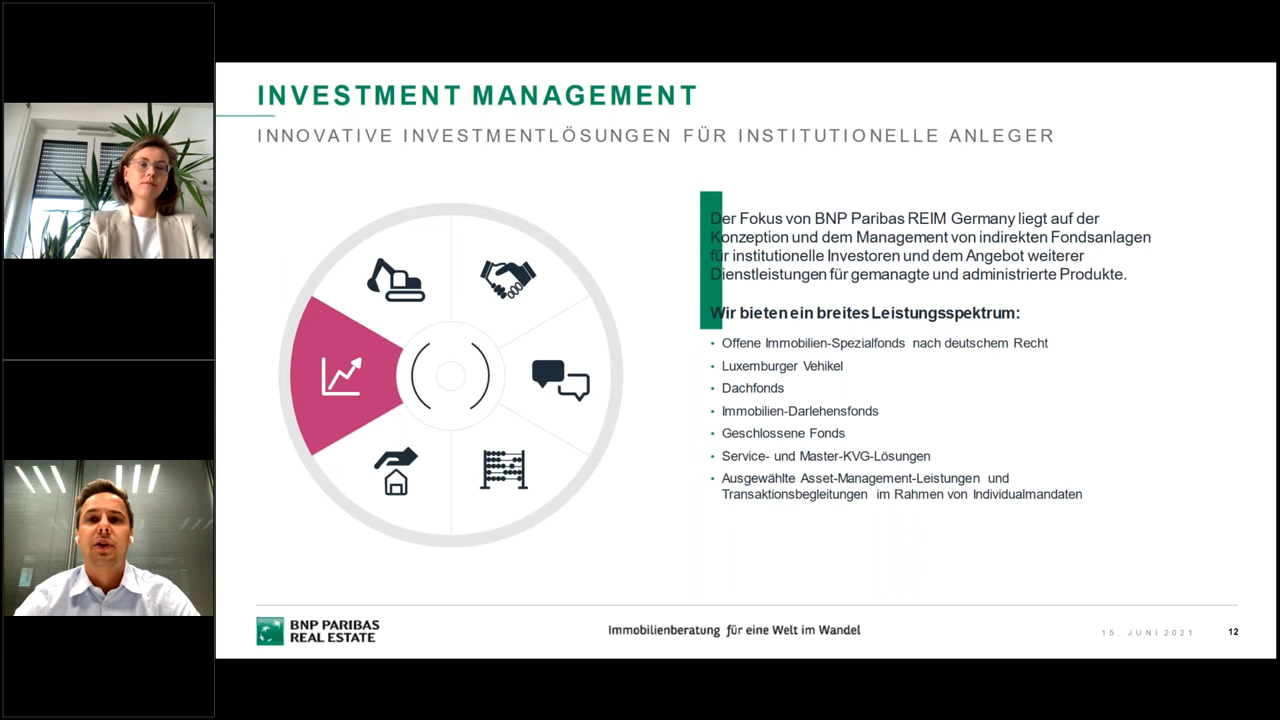 INVESTMENT MANAGEMENT
INNOVATIVE INVESTMENTLÖSUNGEN FÜR INSTITUTIONELLE ANLEGER
Der Fokus von BNP Paribas REIM Germany liegt auf der
Konzeption und dem Management von indirekten Fondsanlagen
für institutionelle Investoren und dem Angebot weiterer
Dienstleistungen für gemanagte und administrierte Produkte.
Wir bieten ein breites Leistungsspektrum:
• Offene Immobilien-Spezialfonds nach deutschem Recht
• Luxemburger Vehikel
• Dachfonds
• Immobilien-Darlehensfonds
• Geschlossene Fonds
• Service- und Master-KVG-Lösungen
• Ausgewählte Asset-Management-Leistungen und
Transaktionsbegleitungen im Rahmen von Individualmandaten
BNP PARIBAS
REAL ESTATE
Immobilienberatung für eine Welt im Wandel
15. JUNI 2021
12